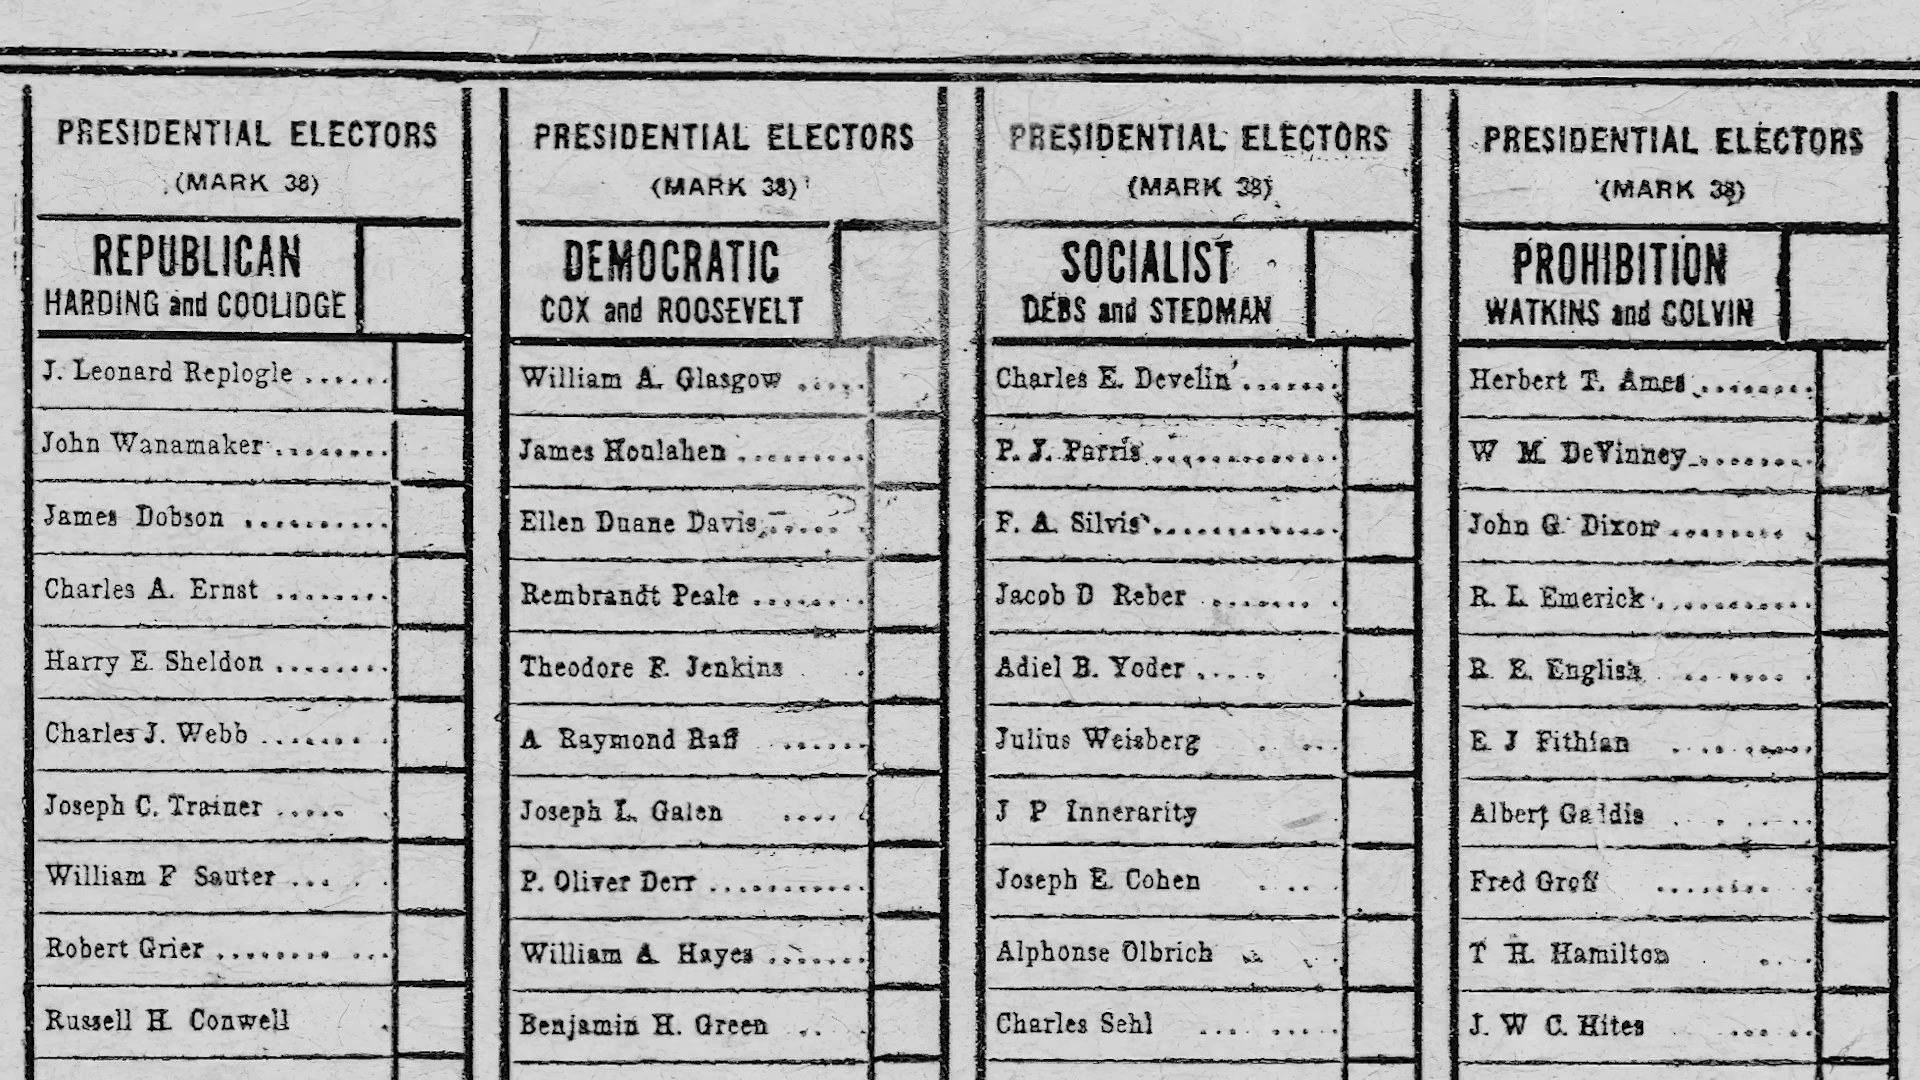 PRESIDENTIAL ELECTORS
(MARK 38)
REPUBLICAN
HARDING and COOLIDGE
J. Leonard Replogle ......
John Wanamaker ........
James Dobson ..........
Charles A. Ernst ........
Harry E. Sheldon ........
Charles J. Webb ........
Joseph C. Trainer .....
William F Sauter ... . .
Robert Grier ........ ...
Russell H. Conwell .
PRESIDENTIAL ELECTORS
(MARK 38)
DEMOCRATIC
COX and ROOSEVELT
William A. Glasgow .....
James Houlahen .........
Ellen Duane Davis ......
Rembrandt Peale ....... .
Theodore F. Jenkins .
A Raymond Raff ......
Joseph L. Galen ....
P. Oliver Derr ...........
William A. Hayes .......
Benjamin H. Green ..
PRESIDENTIAL ELECTORS
(MARK 38)
SOCIALIST
DEBS and STEDMAN
Charles E. Develin .......
P. J. Parris .............
F. A. Silvis .............
Jacob D Reber ....... .
Adiel B. Yoder .... .
Julius Weisberg . ...
J P Innerarity
Joseph E. Cohen . ...
Alphonse Olbrich
Charles Sehl .... ....
PRESIDENTIAL ELECTORS
(MARK 38)
PROHIBITION
WATKINS and COLVIN
Herbert T. Ames .........
W M. DeVinney ........
John G. Dixon ........ .
R. L. Emerick ...........
R. E. English .. .... .
E. J Fithian .... ......
Albert Gaddis . . ....
Fred Groff ....... .
T H. Hamilton . .. .
J. W C. Hites ... ..